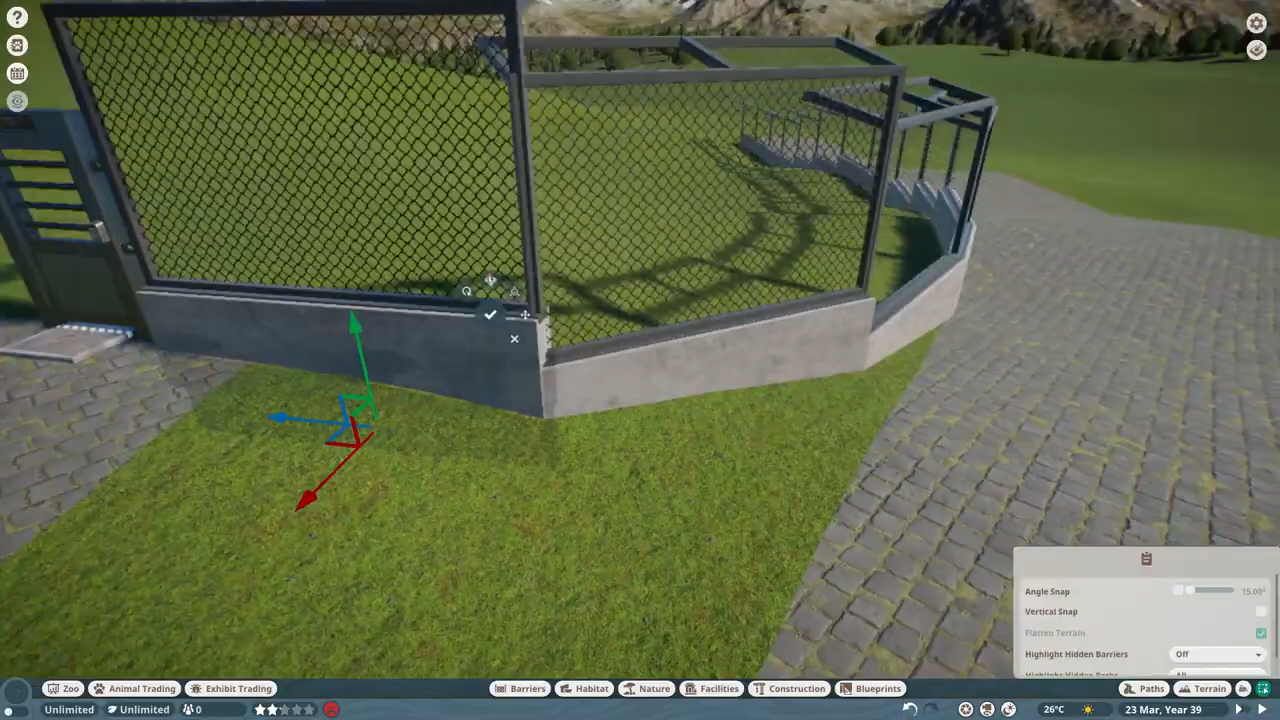 ?
Angle Snap 15.00°
Vertical Snap
Flatten Terrain
Highlight Hidden Barriers Off
Zoo Animal Trading Exhibit Trading Barriers Habitat Nature Facilities Construction Blueprints Paths Terrain
Unlimited Unlimited 0 26°C 23 Mar, Year 39